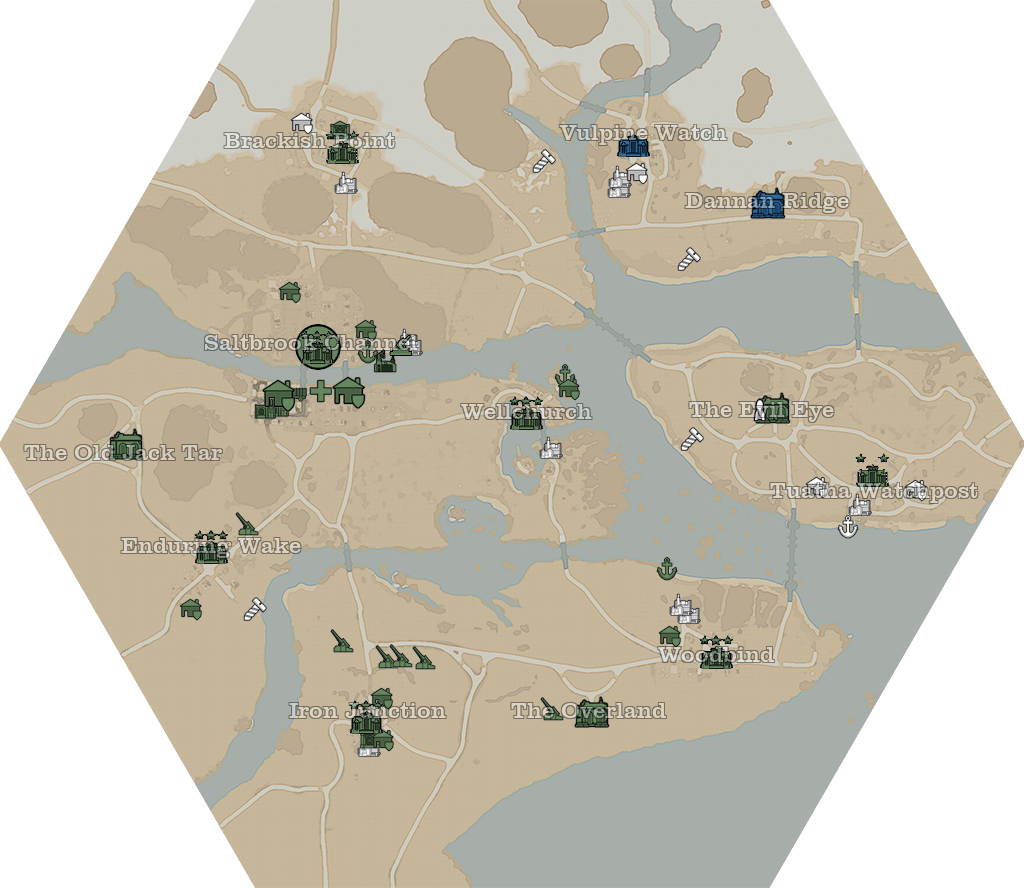 Vulpine Watch
Brackish Point
Dannan Ridge
Saltbrook Channel
Wellchurch
The Evil Eye
The Old Jack Tar
Tuatha Watchpost
Enduring Wake
Woodbind
Iron Junction
The Overland